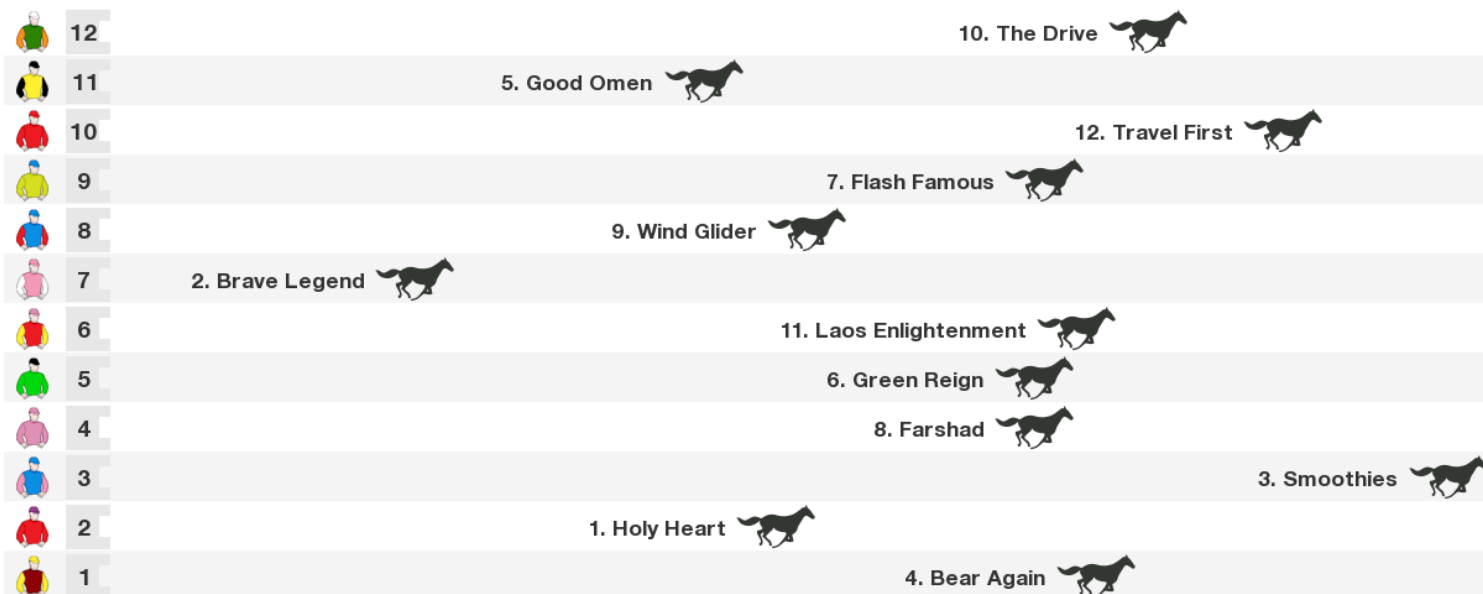 12 10. The Drive
11 5. Good Omen
10 12. Travel First
9 7. Flash Famous
8 9. Wind Glider
7 2. Brave Legend
6 11. Laos Enlightenment
5 6. Green Reign
4 8. Farshad
3 3. Smoothies
2 1. Holy Heart
1 4. Bear Again